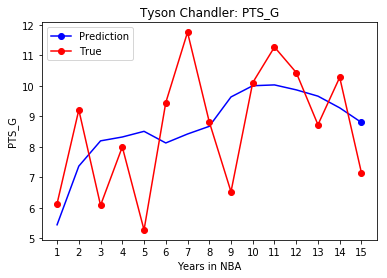 Tyson Chandler: PTS_G
Prediction
True
12
11
10
9
8
7
6
5
PTS_G
1 2 3 4 5 6 7 8 9 10 11 12 13 14 15
Years in NBA